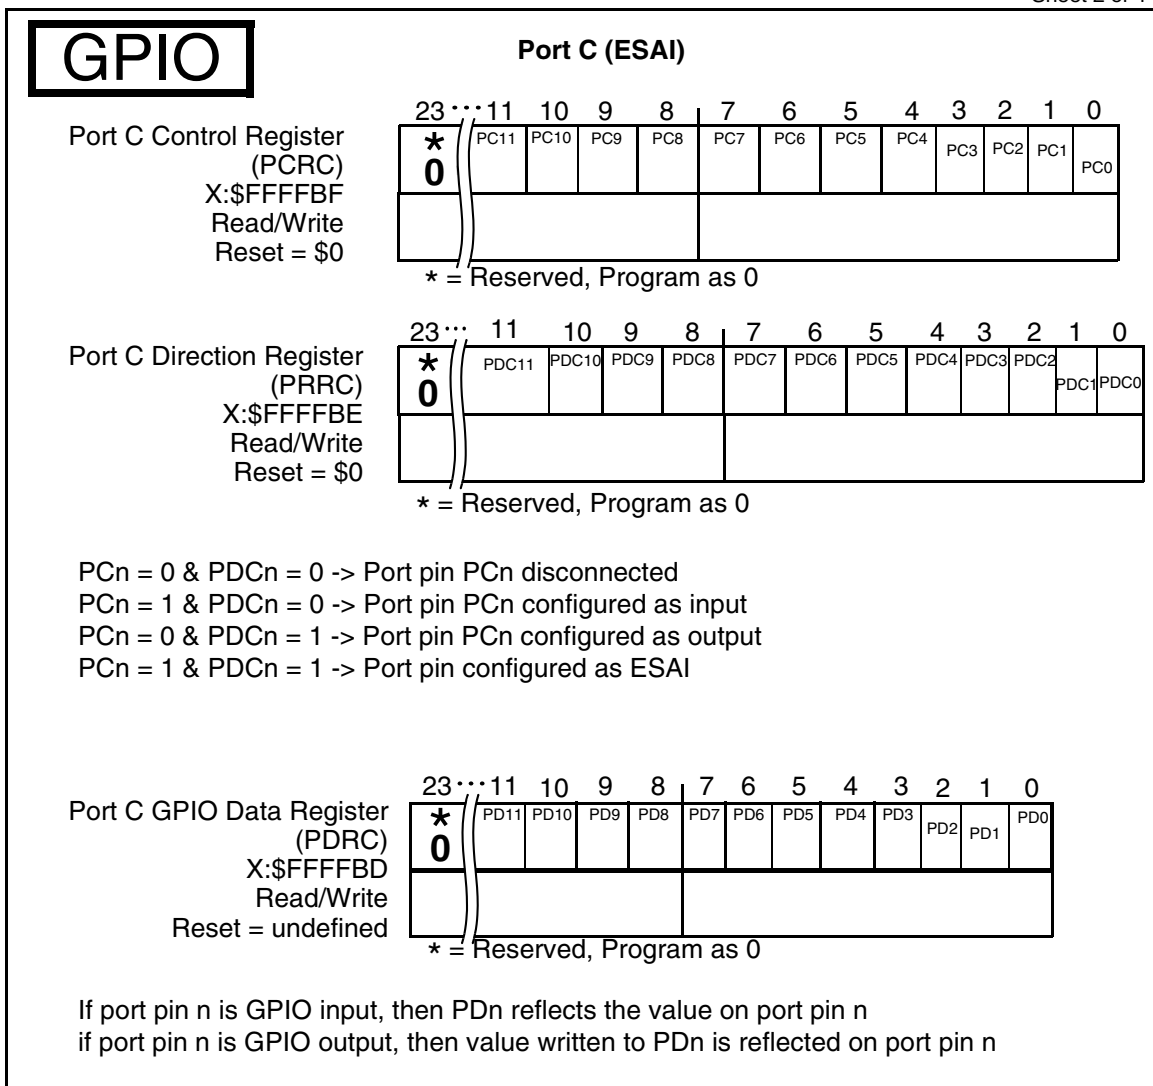 GPIO
Port C (ESAI)
23 ··· 11 10 9 8 7 6 5 4 3 2 1 0
Port C Control Register
(PCRC)
X:$FFFFBF
Read/Write
Reset = $0
* PC11 PC10 PC9 PC8 PC7 PC6 PC5 PC4 PC3 PC2 PC1 PC0
0
* = Reserved, Program as 0
23 ··· 11 10 9 8 7 6 5 4 3 2 1 0
Port C Direction Register
(PRRC)
X:$FFFFBE
Read/Write
Reset = $0
* PDC11 PDC10 PDC9 PDC8 PDC7 PDC6 PDC5 PDC4 PDC3 PDC2 PDC1 PDC0
0
* = Reserved, Program as 0
PCn = 0 & PDCn = 0 -> Port pin PCn disconnected
PCn = 1 & PDCn = 0 -> Port pin PCn configured as input
PCn = 0 & PDCn = 1 -> Port pin PCn configured as output
PCn = 1 & PDCn = 1 -> Port pin configured as ESAI
23 ··· 11 10 9 8 7 6 5 4 3 2 1 0
Port C GPIO Data Register
(PDRC)
X:$FFFFBD
Read/Write
Reset = undefined
* PD11 PD10 PD9 PD8 PD7 PD6 PD5 PD4 PD3 PD2 PD1 PD0
0
* = Reserved, Program as 0
If port pin n is GPIO input, then PDn reflects the value on port pin n
if port pin n is GPIO output, then value written to PDn is reflected on port pin n